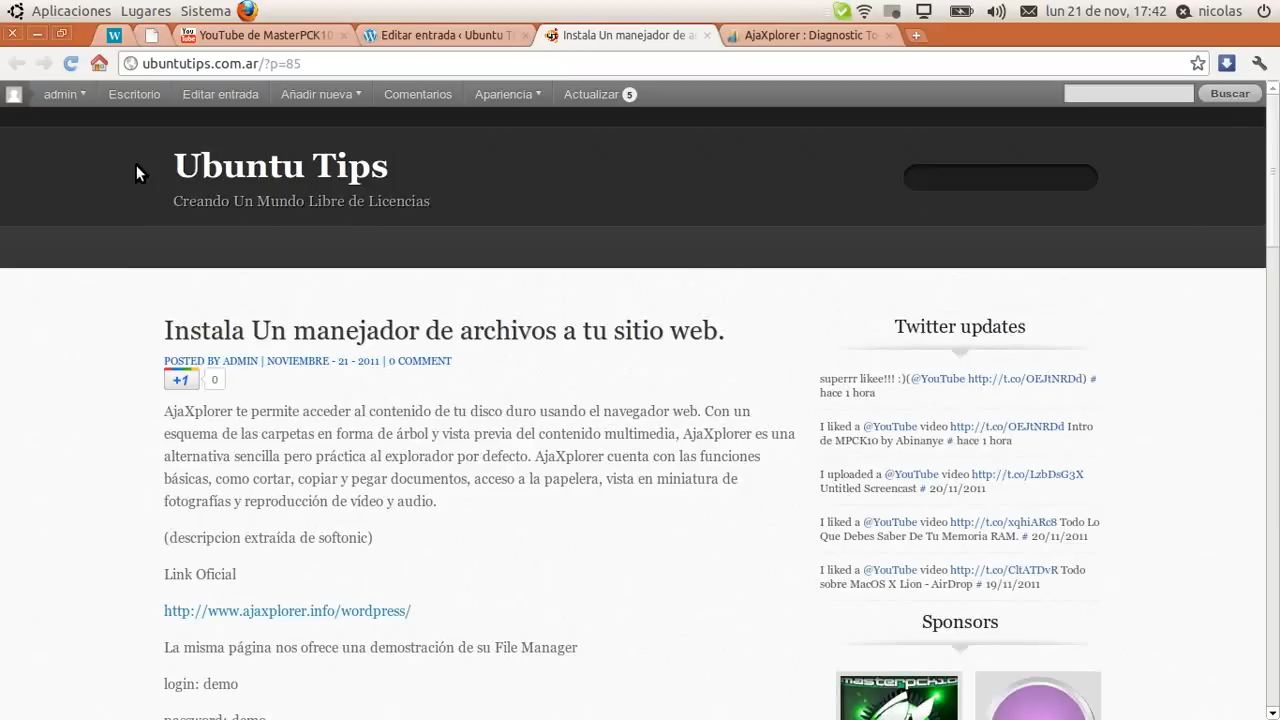 Aplicaciones Lugares Sistema lun 21 de nov, 17:42 nicolas
W You Tube YouTube de MasterPCK10 Editar entrada ‹ Ubuntu T Instala Un manejador de a AjaXplorer : Diagnostic To
ubuntutips.com.ar/?p=85
admin Escritorio Editar entrada Añadir nueva Comentarios Apariencia Actualizar 5 Buscar
Ubuntu Tips
Creando Un Mundo Libre de Licencias
Instala Un manejador de archivos a tu sitio web.
POSTED BY ADMIN | NOVIEMBRE - 21 - 2011 | 0 COMMENT
+1 0
AjaXplorer te permite acceder al contenido de tu disco duro usando el navegador web. Con un
esquema de las carpetas en forma de árbol y vista previa del contenido multimedia, AjaXplorer es una
alternativa sencilla pero práctica al explorador por defecto. AjaXplorer cuenta con las funciones
básicas, como cortar, copiar y pegar documentos, acceso a la papelera, vista en miniatura de
fotografías y reproducción de vídeo y audio.
(descripcion extraída de softonic)
Link Oficial
http://www.ajaxplorer.info/wordpress/
La misma página nos ofrece una demostración de su File Manager
login: demo
password: demo
Twitter updates
superrr likee!!! :)(@YouTube http://t.co/OEJtNRDd) #
hace 1 hora
I liked a @YouTube video http://t.co/OEJtNRDd Intro
de MPCK10 by Abinanye # hace 1 hora
I uploaded a @YouTube video http://t.co/LzbDsG3X
Untitled Screencast # 20/11/2011
I liked a @YouTube video http://t.co/xqhiARc8 Todo Lo
Que Debes Saber De Tu Memoria RAM. # 20/11/2011
I liked a @YouTube video http://t.co/CltATDvR Todo
sobre MacOS X Lion - AirDrop # 19/11/2011
Sponsors
masterpck10